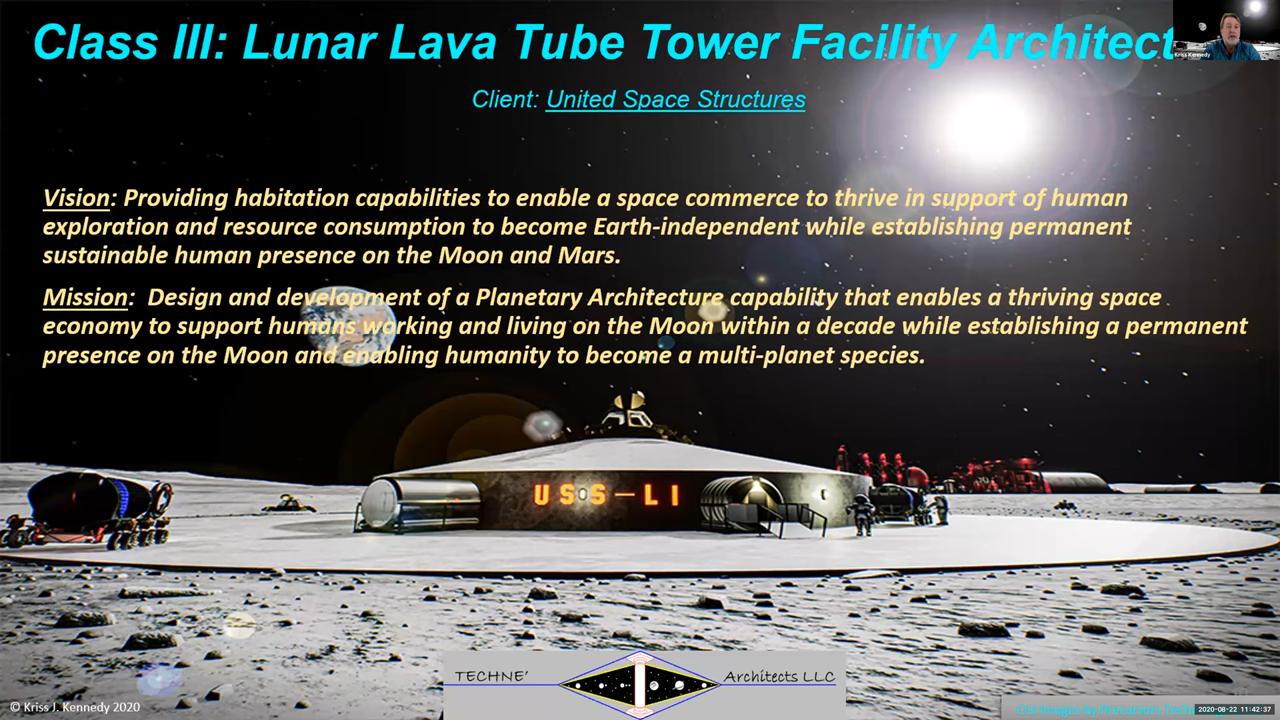 Class III: Lunar Lava Tube Tower Facility Architect
Kriss Kennedy
Client: United Space Structures
Vision: Providing habitation capabilities to enable a space commerce to thrive in support of human
exploration and resource consumption to become Earth-independent while establishing permanent
sustainable human presence on the Moon and Mars.
Mission: Design and development of a Planetary Architecture capability that enables a thriving space
economy to support humans working and living on the Moon within a decade while establishing a permanent
presence on the Moon and enabling humanity to become a multi-planet species.
USS-LI
TECHNE' Architects LLC
© Kriss J. Kennedy 2020
CGI Images by
2020-08-22 11:42:37